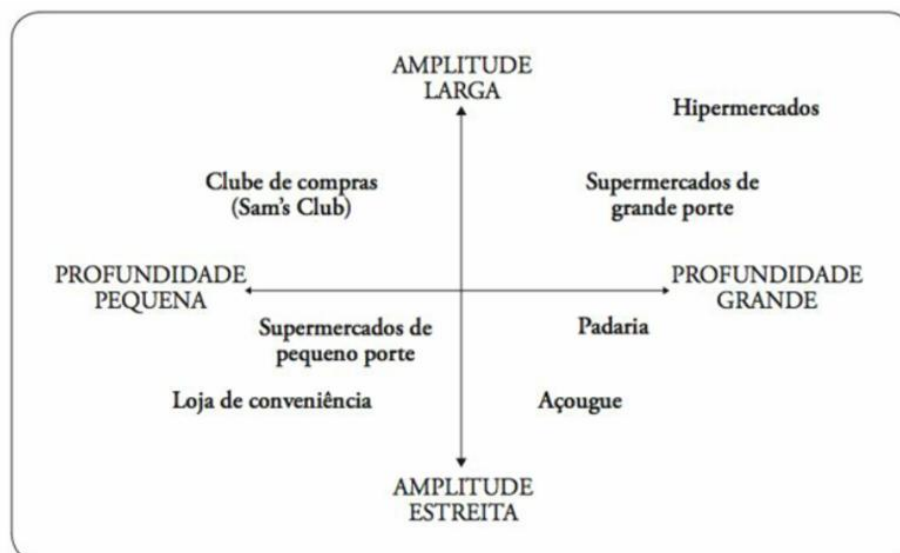 AMPLITUDE
LARGA
Hipermercados
Clube de compras
(Sam's Club)
Supermercados de
grande porte
PROFUNDIDADE
PEQUENA
PROFUNDIDADE
GRANDE
Supermercados de
pequeno porte
Padaria
Loja de conveniência
Açougue
AMPLITUDE
ESTREITA